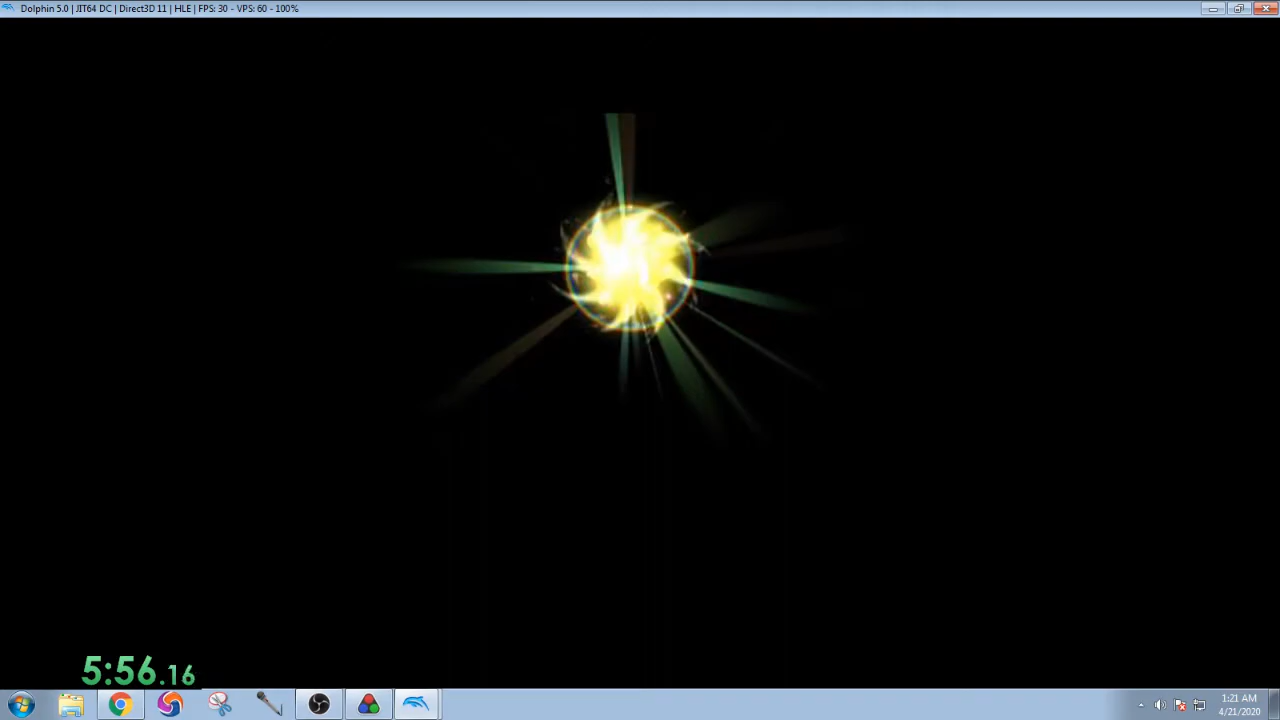 Dolphin 5.0 | JIT64 DC | Direct3D 11 | HLE | FPS: 30 - VPS: 60 - 100%
5:56.16
1:21 AM
4/21/2020